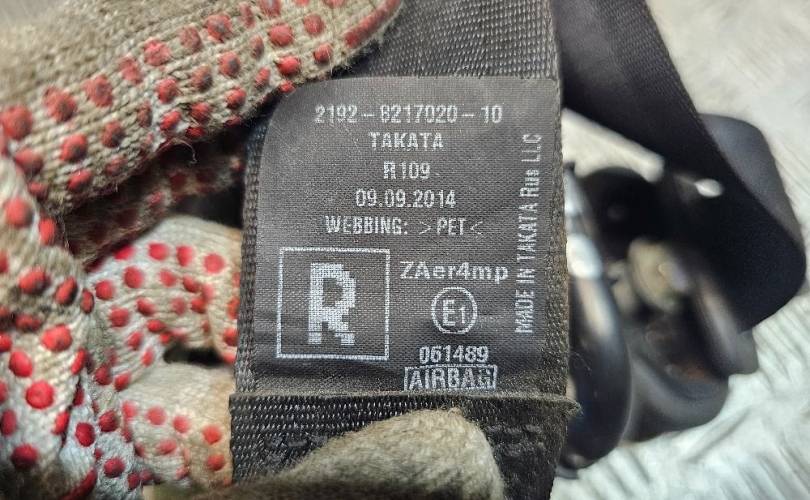 2192-8217020-10
TAKATA
R109
09.09.2014
WEBBING: >PET<
R
ZAer4mp
E1
061489
AIRBAG
MADE IN TAKATA Rus LLC